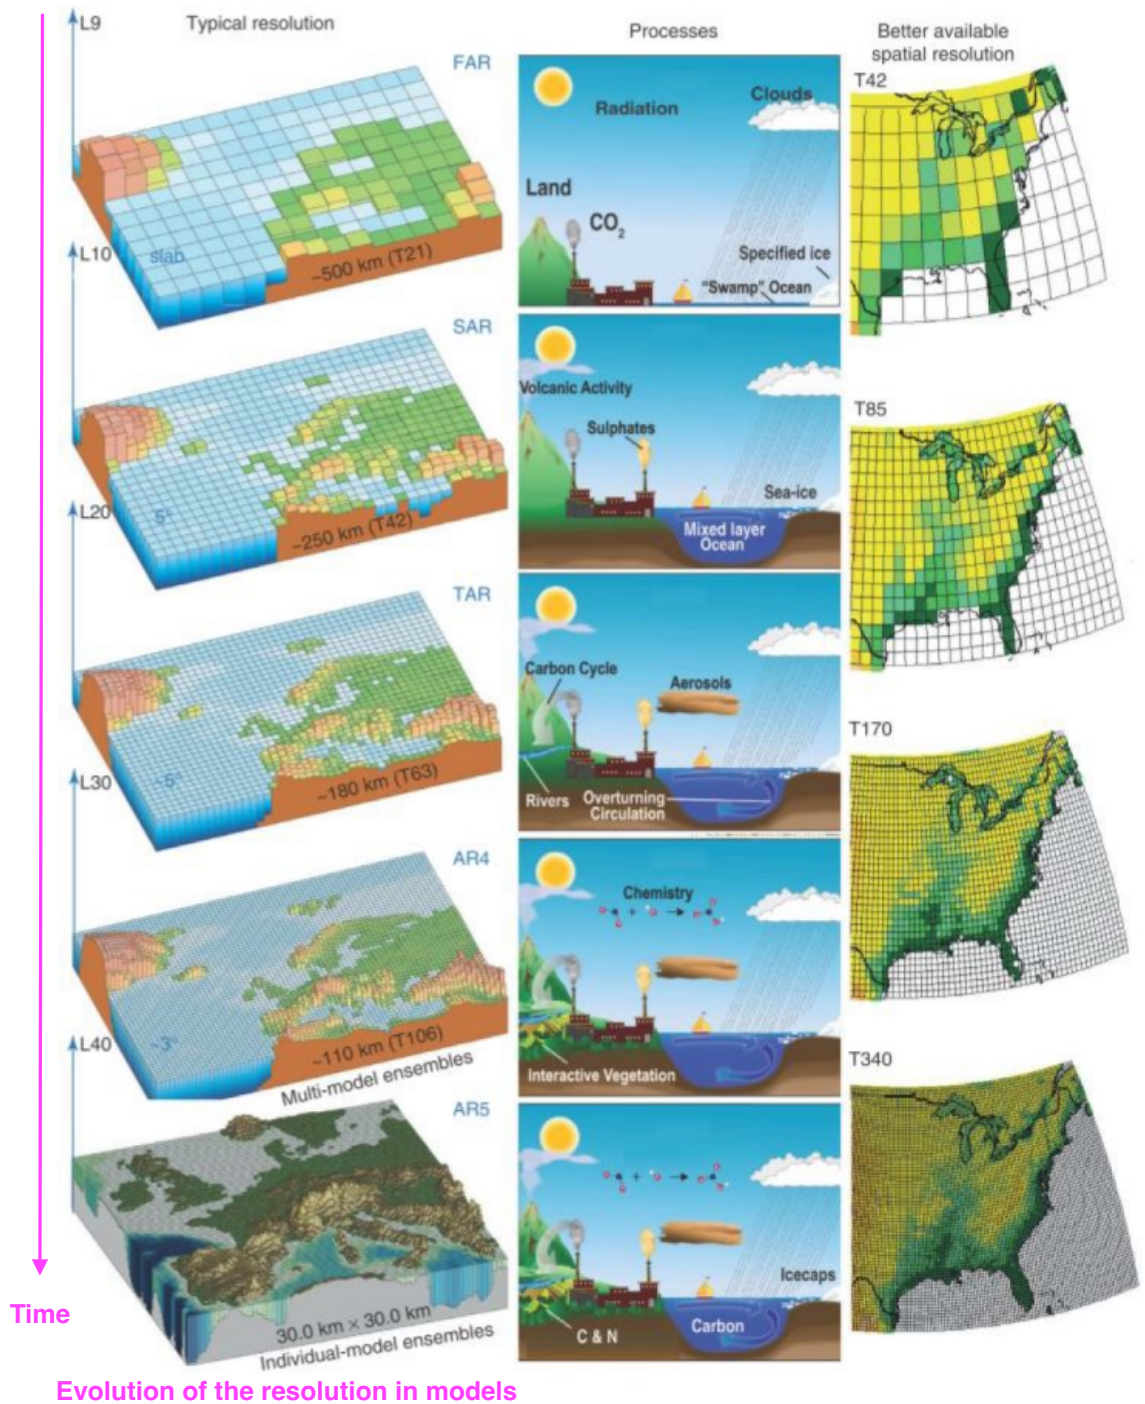 L9
Typical resolution
Processes
Better available
spatial resolution
FAR
T42
Radiation
Clouds
Land
CO2
slab
L10
~500 km (T21)
Specified ice
"Swamp" Ocean
SAR
Volcanic Activity
Sulphates
T85
Sea-ice
Mixed layer
Ocean
L20
5°
~250 km (T42)
TAR
Carbon Cycle
Aerosols
T170
L30
~5°
~180 km (T63)
Rivers
Overturning
Circulation
AR4
Chemistry
L40
~3°
~110 km (T106)
Multi-model ensembles
Interactive Vegetation
T340
AR5
Icecaps
30.0 km × 30.0 km
Individual-model ensembles
C & N
Carbon
Time
Evolution of the resolution in models